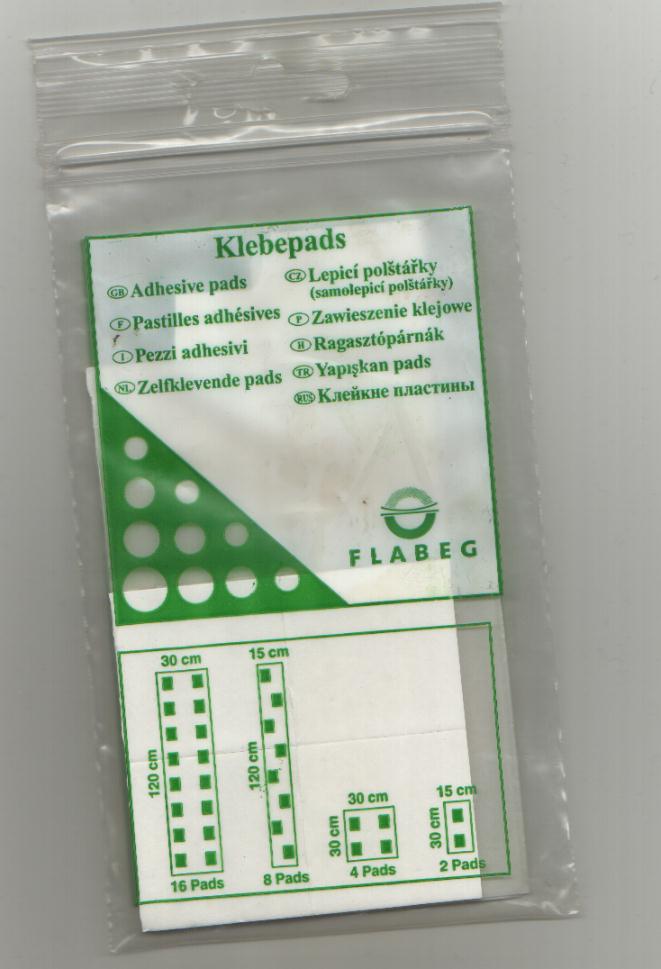 Klebepads
GB Adhesive pads
F Pastilles adhésives
I Pezzi adhesivi
NL Zelfklevende pads
CZ Lepicí polštářky
(samolepicí polštářky)
P Zawieszenie klejowe
H Ragasztópárnák
TR Yapışkan pads
RUS Клейкне пластины
FLABEG
30 cm
120 cm
16 Pads
15 cm
120 cm
8 Pads
30 cm
30 cm
4 Pads
15 cm
30 cm
2 Pads